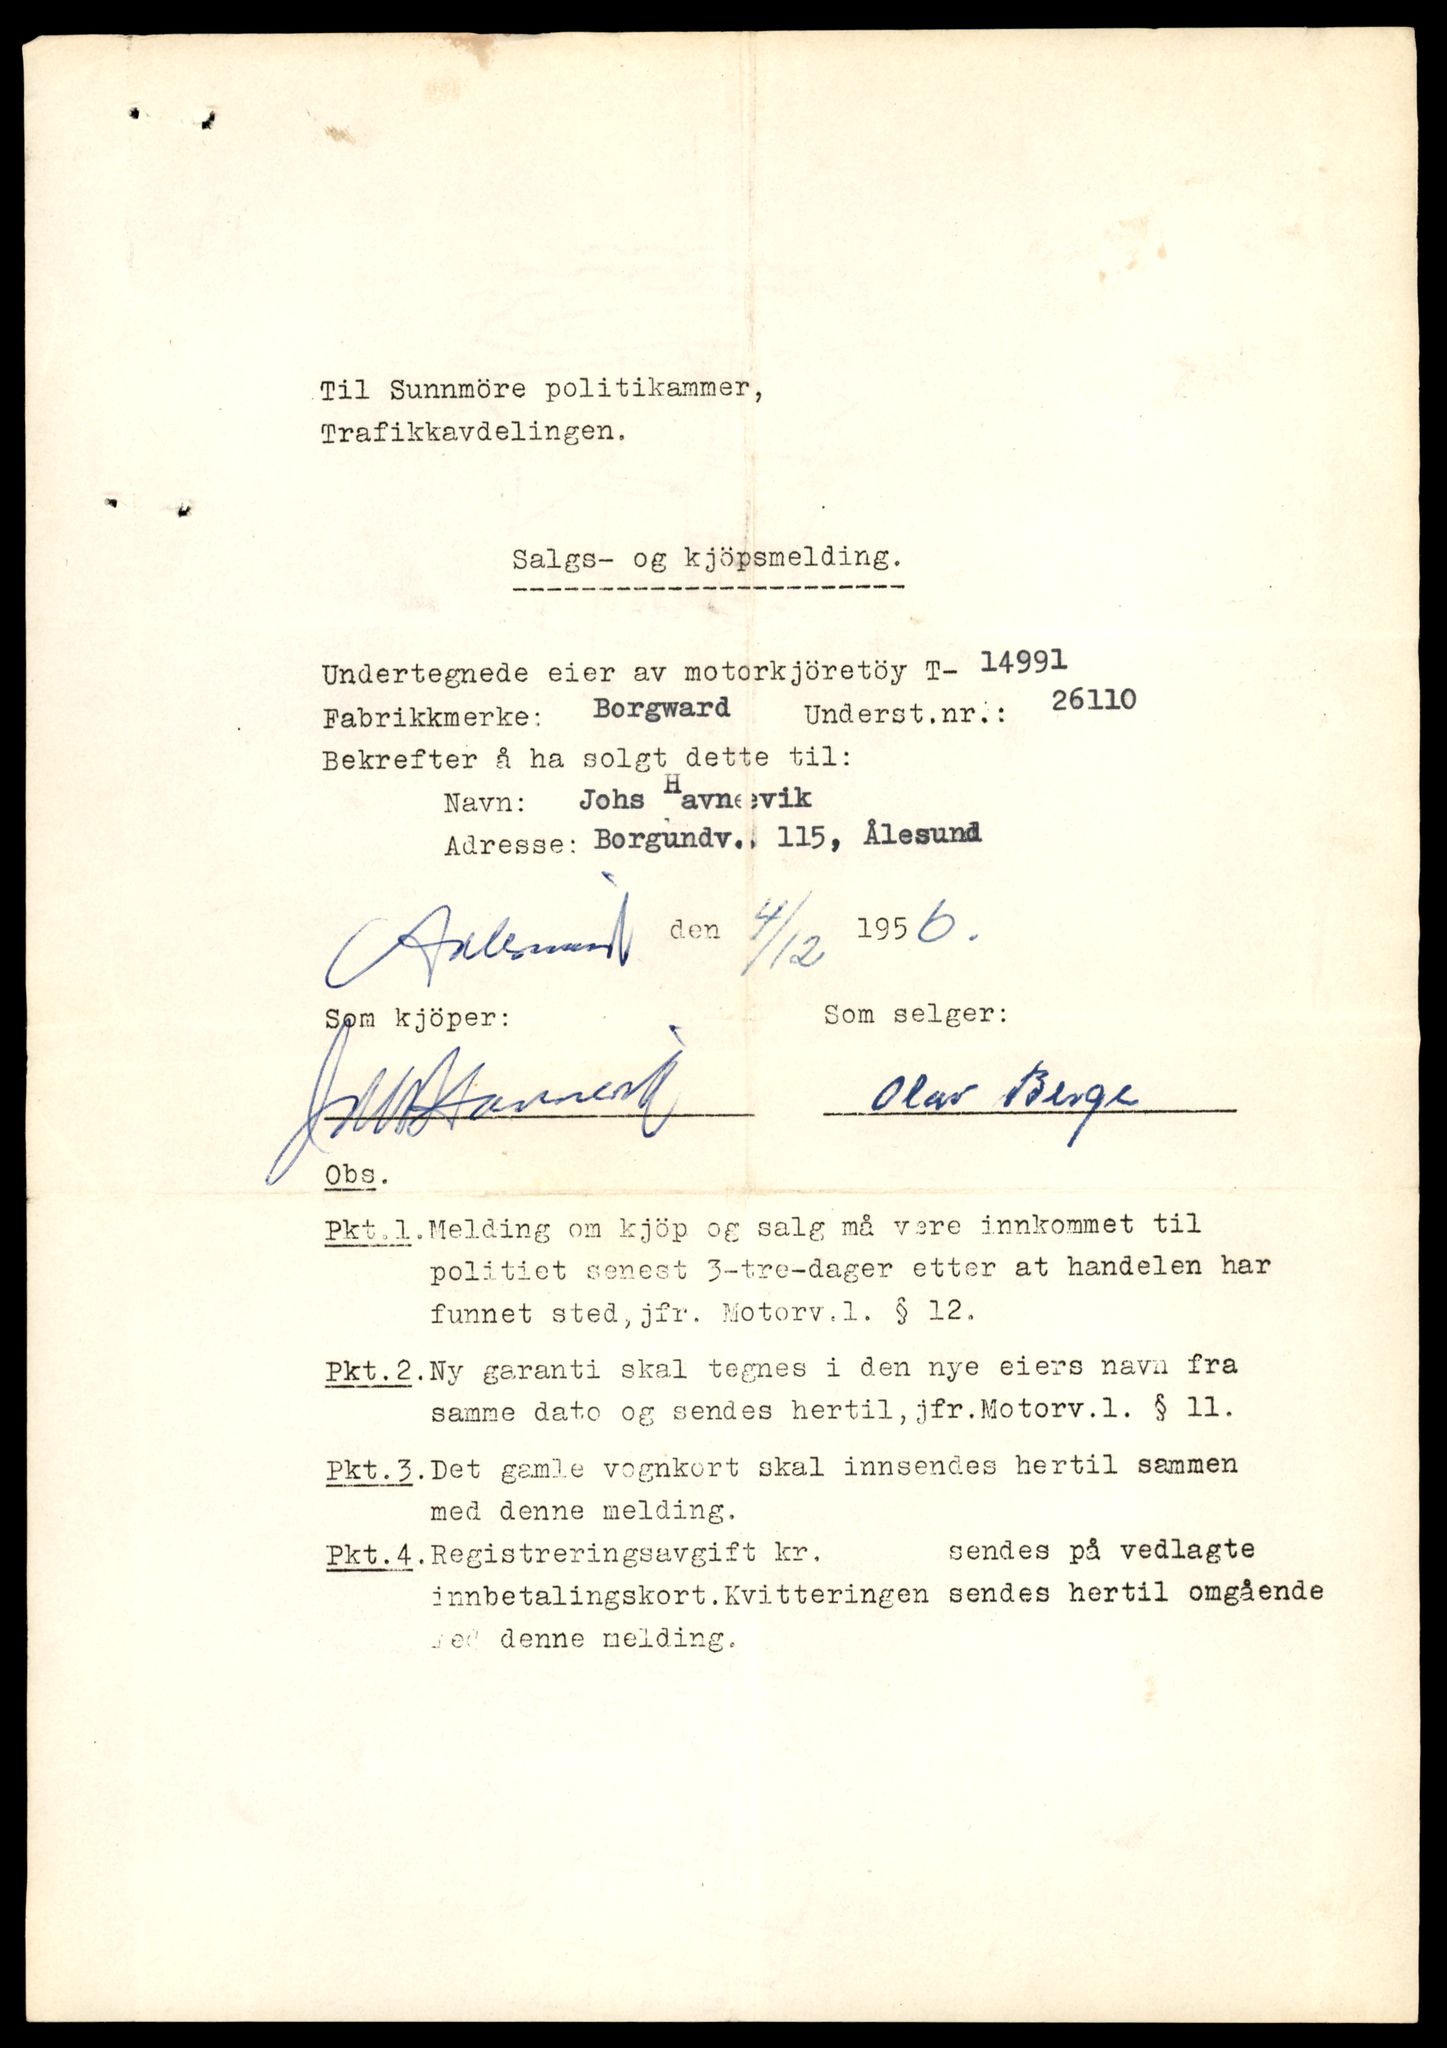 Til Sunnmöre politikammer,
Trafikkavdelingen.
Salgs- og kjöpsmelding.
Undertegnede eier av motorkjöretöy T- 14991
Fabrikkmerke: Borgward Underst.nr.: 26110
Bekrefter å ha solgt dette til:
Navn: Johs Havnevik
Adresse: Borgundv. 115, Ålesund
Aalesund den 4/12 1956.
Som kjöper: Som selger:
Havnevik Olav Berge
Obs.
Pkt.1. Melding om kjöp og salg må være innkommet til
politiet senest 3-tre-dager etter at handelen har
funnet sted, jfr. Motorv.l. § 12.
Pkt.2. Ny garanti skal tegnes i den nye eiers navn fra
samme dato og sendes hertil, jfr.Motorv.l. § 11.
Pkt.3. Det gamle vognkort skal innsendes hertil sammen
med denne melding.
Pkt.4. Registreringsavgift kr. sendes på vedlagte
innbetalingskort.Kvitteringen sendes hertil omgående
med denne melding.